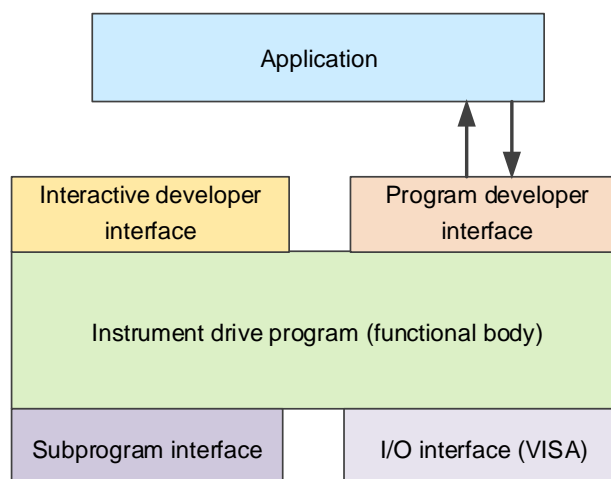 Application
Interactive developer
interface
Program developer
interface
Instrument drive program (functional body)
Subprogram interface
I/O interface (VISA)